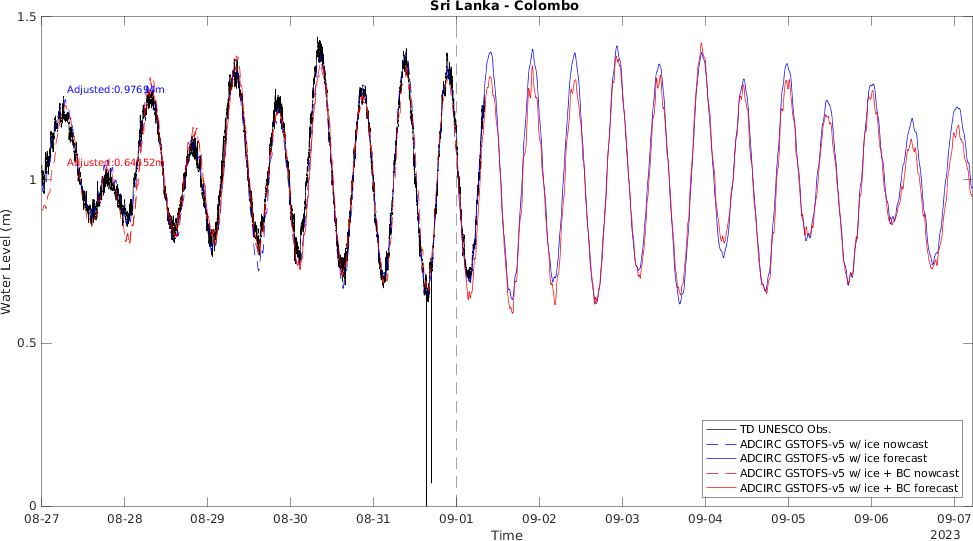 Sri Lanka - Colombo
1.5
1
0.5
0
Water Level (m)
Adjusted:0.97694m
TD UNESCO Obs.
ADCIRC GSTOFS-v5 w/ ice nowcast
ADCIRC GSTOFS-v5 w/ ice forecast
ADCIRC GSTOFS-v5 w/ ice + BC nowcast
ADCIRC GSTOFS-v5 w/ ice + BC forecast
08-27 08-28 08-29 08-30 08-31 09-01 09-02 09-03 09-04 09-05 09-06 09-07
Time
2023